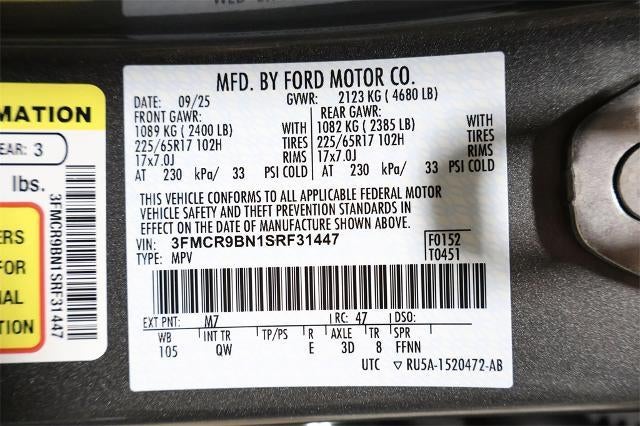 MFD. BY FORD MOTOR CO.
DATE: 09/25 GVWR: 2123 KG ( 4680 LB)
FRONT GAWR: REAR GAWR:
1089 KG ( 2400 LB) WITH 1082 KG ( 2385 LB) WITH
225/65R17 102H TIRES 225/65R17 102H TIRES
17x7.0J RIMS 17x7.0J RIMS
AT 230 kPa/ 33 PSI COLD AT 230 kPa/ 33 PSI COLD
THIS VEHICLE CONFORMS TO ALL APPLICABLE FEDERAL MOTOR
VEHICLE SAFETY AND THEFT PREVENTION STANDARDS IN
EFFECT ON THE DATE OF MANUFACTURE SHOWN ABOVE.
VIN: 3FMCR9BN1SRF31447 F0152
TYPE: MPV T0451
EXT PNT: M7 RC: 47 DSO:
WB INT TR TP/PS R AXLE TR SPR
105 QW E 3D 8 FFNN
UTC ▽ RU5A-1520472-AB
MATION
EAR: 3
lbs.
ERS
FOR
NAL
ON
3FMCR9BN1SRF31447